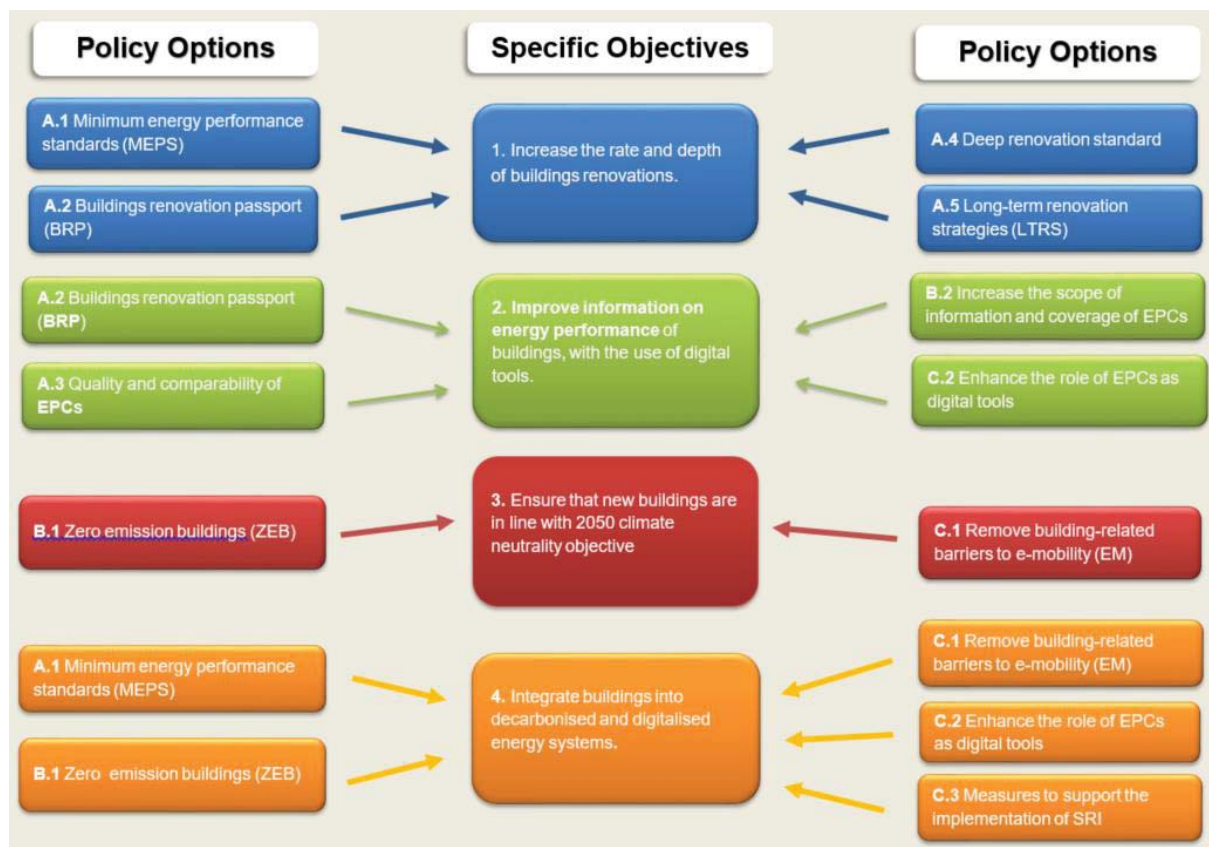 Policy Options
Specific Objectives
Policy Options
A.1 Minimum energy performance
standards (MEPS)
A.2 Buildings renovation passport
(BRP)
1. Increase the rate and depth
of buildings renovations.
A.4 Deep renovation standard
A.5 Long-term renovation
strategies (LTRS)
A.2 Buildings renovation passport
(BRP)
A.3 Quality and comparability of
EPCs
2. Improve information on
energy performance of
buildings, with the use of digital
tools.
B.2 Increase the scope of
information and coverage of EPCs
C.2 Enhance the role of EPCs as
digital tools
B.1 Zero emission buildings (ZEB)
3. Ensure that new buildings are
in line with 2050 climate
neutrality objective
C.1 Remove building-related
barriers to e-mobility (EM)
A.1 Minimum energy performance
standards (MEPS)
B.1 Zero emission buildings (ZEB)
4. Integrate buildings into
decarbonised and digitalised
energy systems.
C.1 Remove building-related
barriers to e-mobility (EM)
C.2 Enhance the role of EPCs
as digital tools
C.3 Measures to support the
implementation of SRI